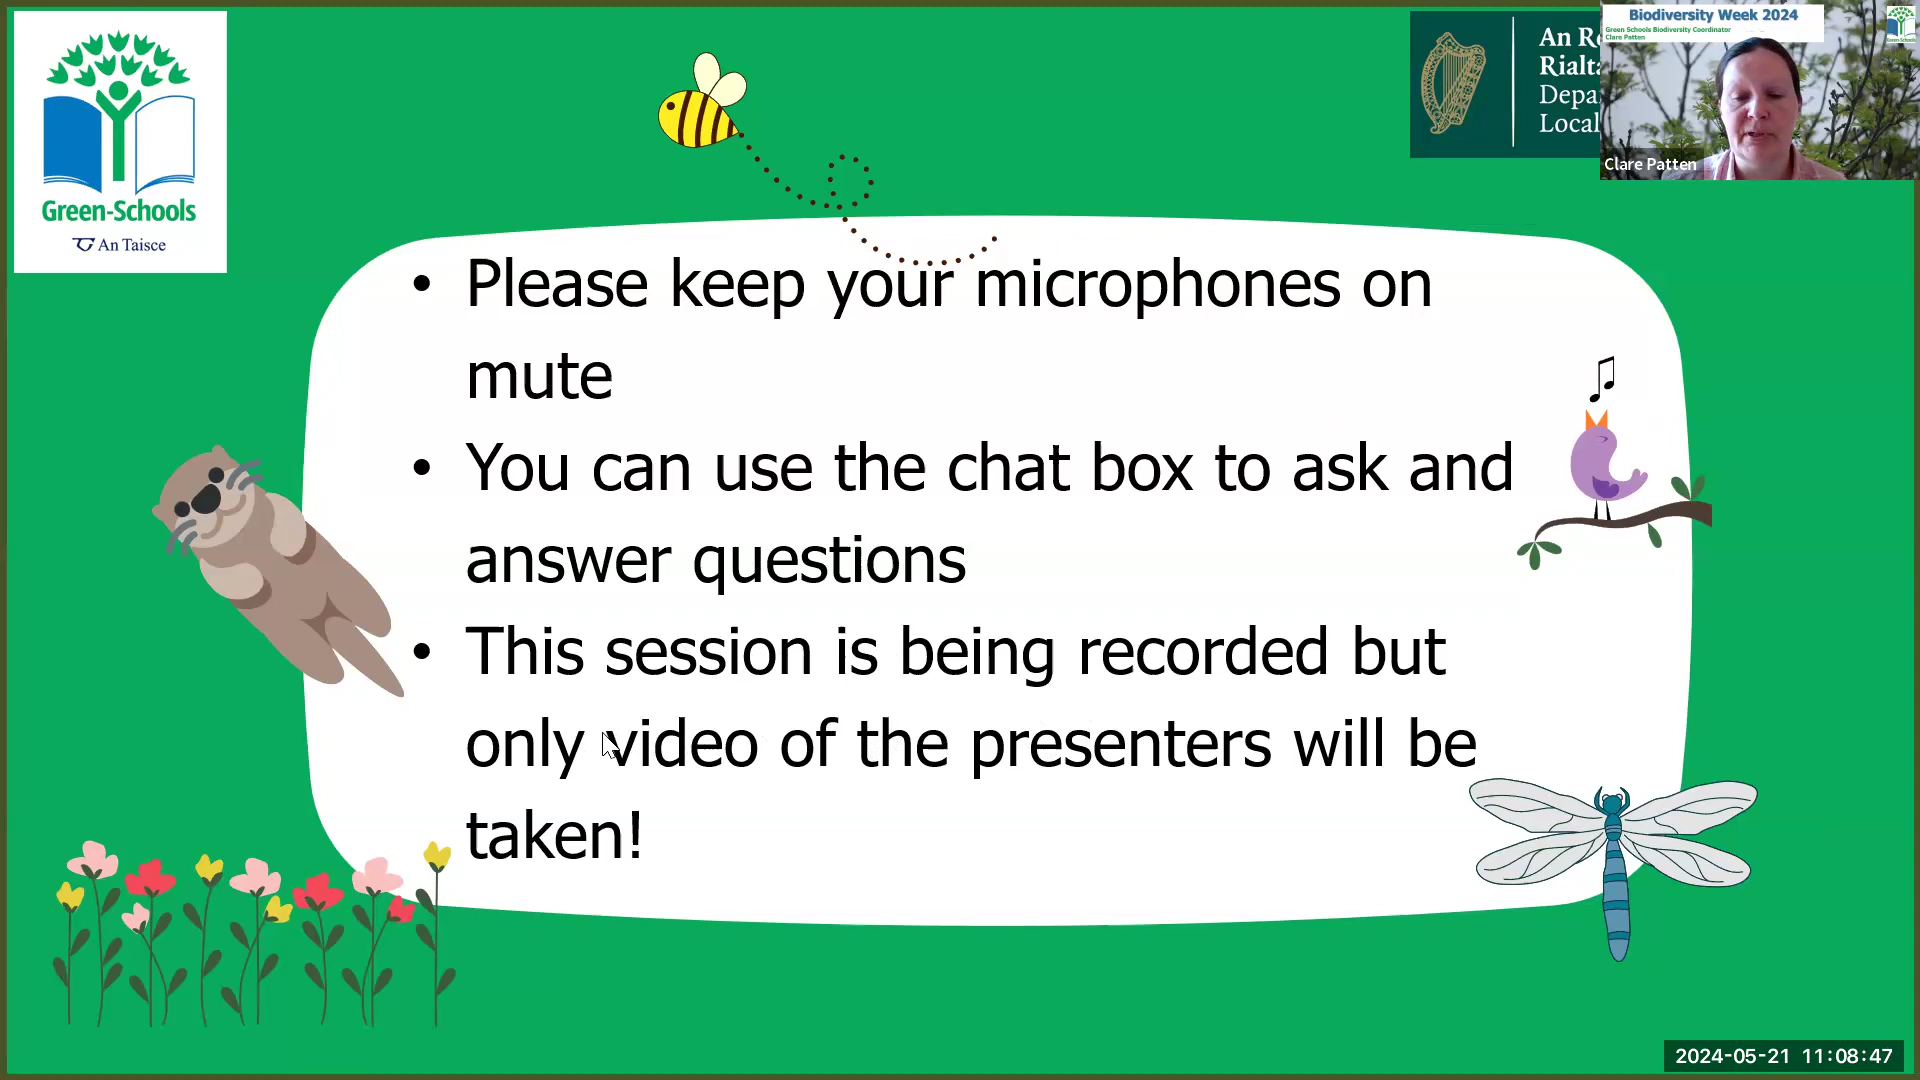 Green-Schools
An Taisce
An R
Rialt
Depa
Local
Biodiversity Week 2024
Green Schools Biodiversity Coordinator
Clare Patten
Clare Patten
• Please keep your microphones on
mute
• You can use the chat box to ask and
answer questions
• This session is being recorded but
only video of the presenters will be
taken!
2024-05-21 11:08:47